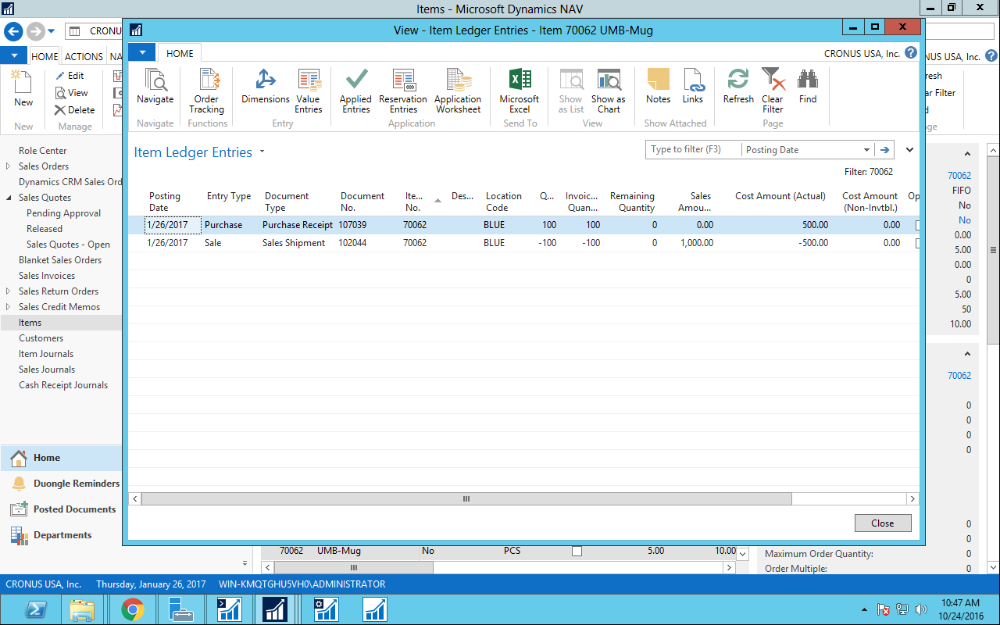 Items - Microsoft Dynamics NAV
CRONUS
HOME ACTIONS NA
CRONUS USA, Inc.
New
Edit
View
Delete
New
Manage
View - Item Ledger Entries - Item 70062 UMB-Mug
HOME
CRONUS USA, Inc.
Navigate
Order Tracking
Dimensions
Value Entries
Applied Entries
Reservation Entries
Application Worksheet
Microsoft Excel
Show as List
Show as Chart
Notes
Links
Refresh
Clear Filter
Find
Navigate Functions Entry Application Send To View Show Attached Page
Item Ledger Entries
Type to filter (F3) Posting Date
Filter: 70062
Posting Date Entry Type Document Type Document No. Ite... No. Des... Location Code Q... Invoic... Quan... Remaining Quantity Sales Amou... Cost Amount (Actual) Cost Amount (Non-Invtbl.) Op
1/26/2017 Purchase Purchase Receipt 107039 70062 BLUE 100 100 0 0.00 500.00 0.00
1/26/2017 Sale Sales Shipment 102044 70062 BLUE -100 -100 0 1,000.00 -500.00 0.00
Close
Role Center
Sales Orders
Dynamics CRM Sales Ord
Sales Quotes
Pending Approval
Released
Sales Quotes - Open
Blanket Sales Orders
Sales Invoices
Sales Return Orders
Sales Credit Memos
Items
Customers
Item Journals
Sales Journals
Cash Receipt Journals
Home
Duongle Reminders
Posted Documents
Departments
70062
FIFO
No
No
0.00
5.00
0.00
0
5.00
50
10.00
70062
0
0
0
0
0
0
Maximum Order Quantity: 0
Order Multiple: 0
70062 UMB-Mug No PCS 5.00 10.00
CRONUS USA, Inc. Thursday, January 26, 2017 WIN-KMQTGHU5VH0\ADMINISTRATOR
10:47 AM
10/24/2016